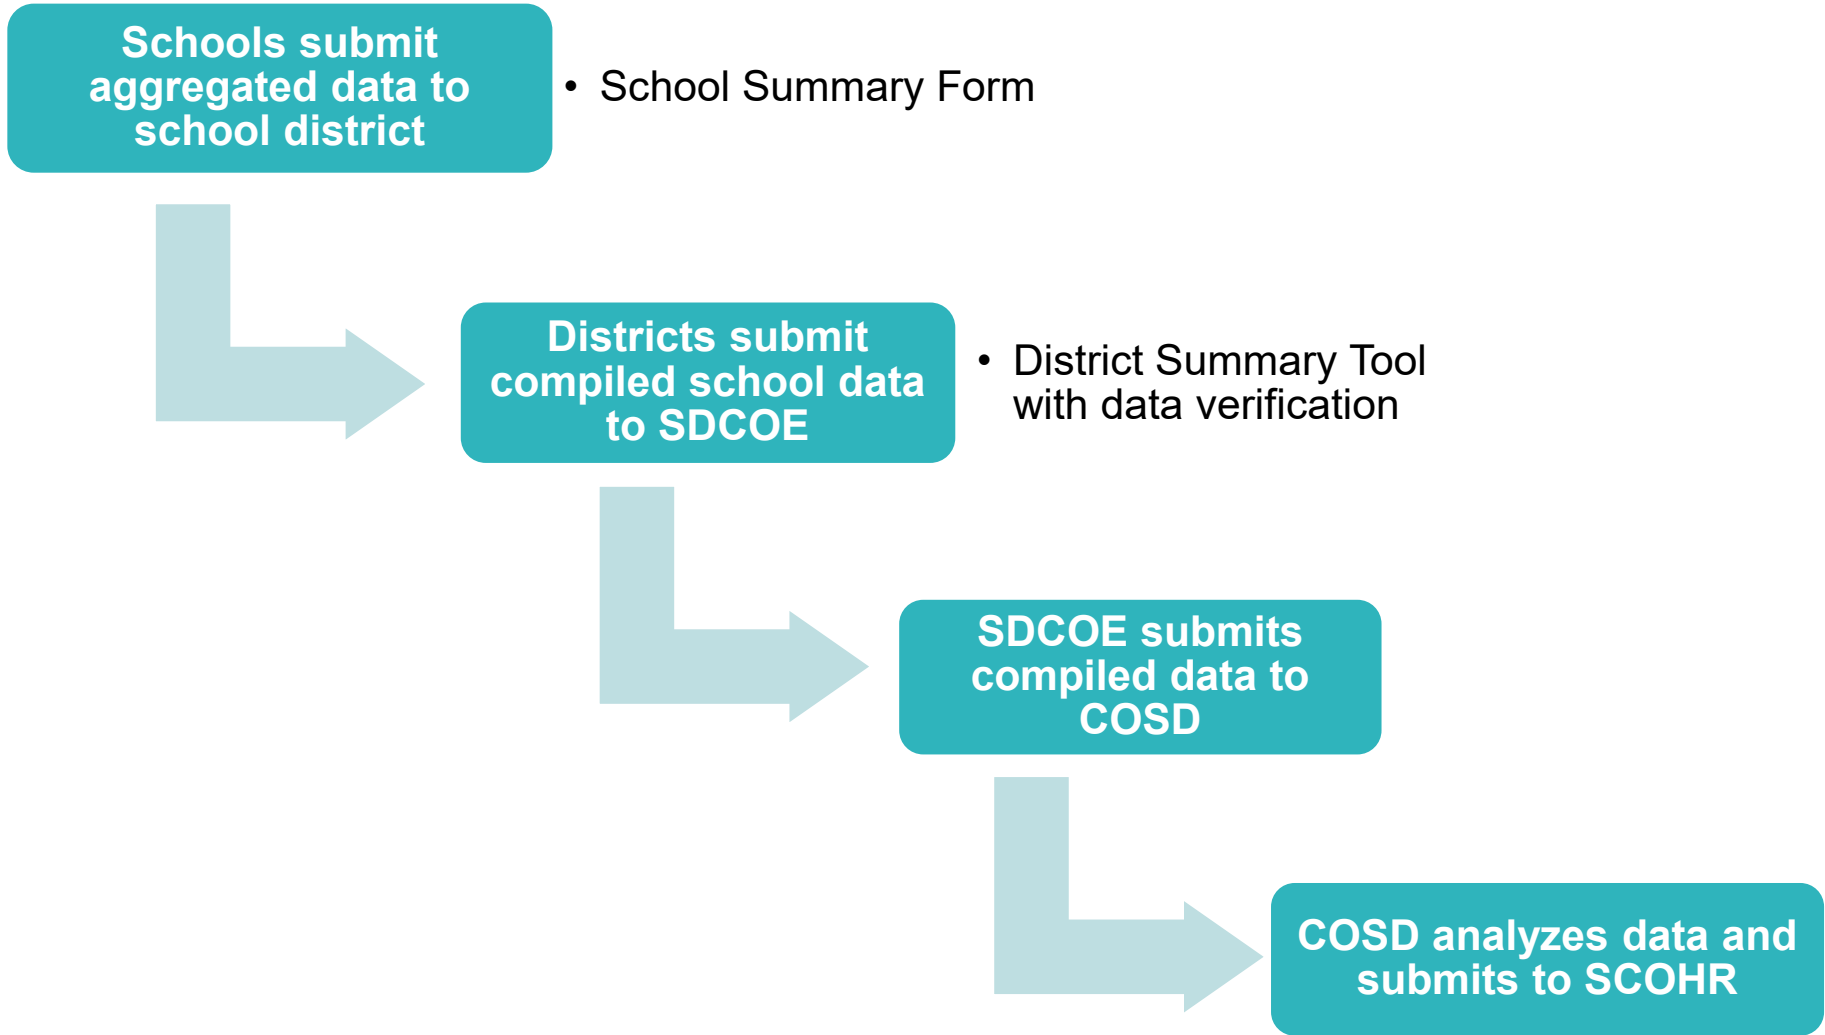 Schools submit
aggregated data to
school district
• School Summary Form
Districts submit
compiled school data
to SDCOE
• District Summary Tool
with data verification
SDCOE submits
compiled data to
COSD
COSD analyzes data and
submits to SCOHR